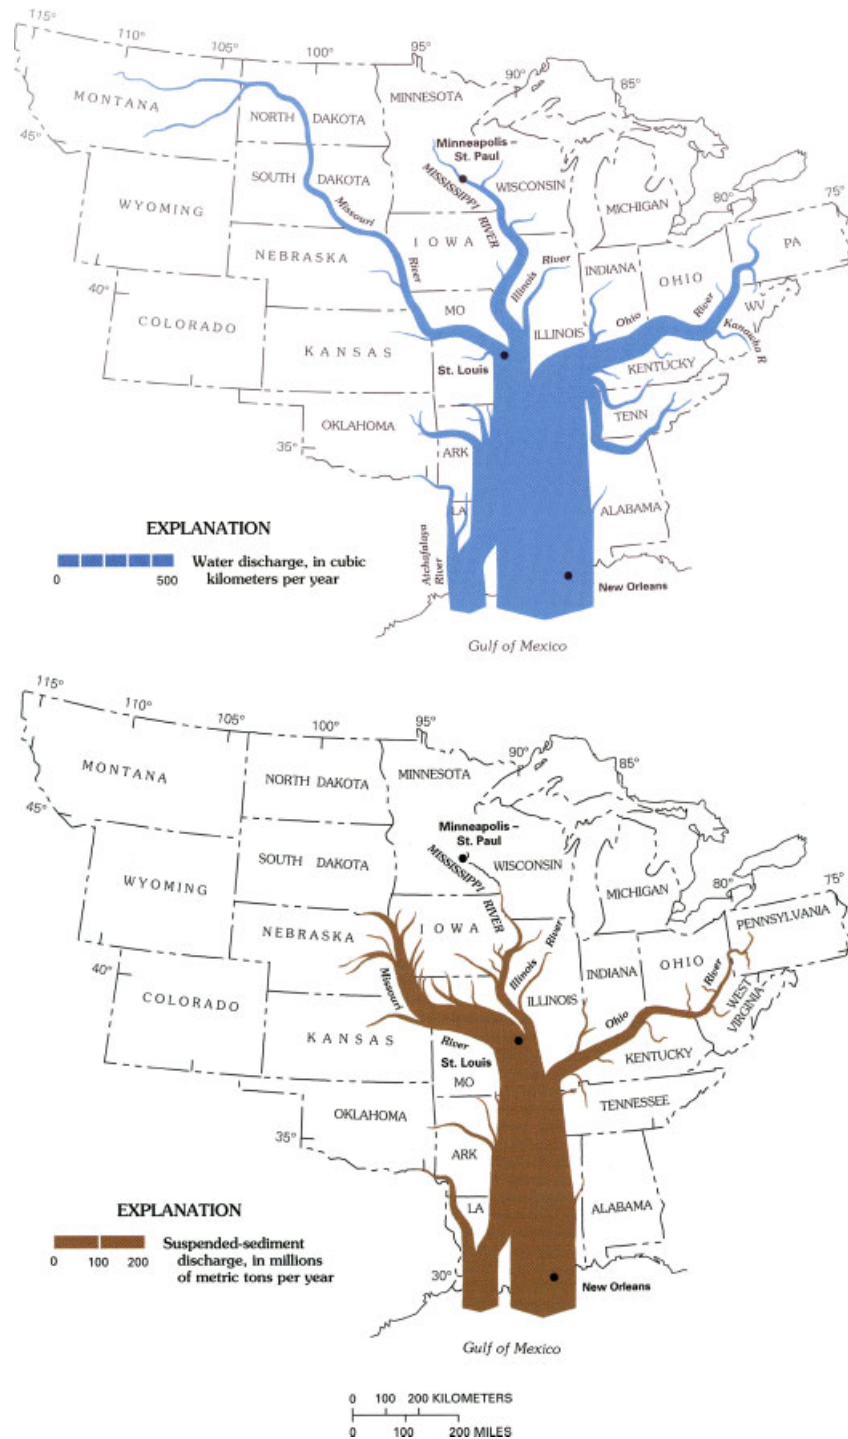 115°
110°
105°
100°
95°
90°
85°
MONTANA
NORTH DAKOTA
MINNESOTA
45°
Minneapolis –
St. Paul
SOUTH DAKOTA
WISCONSIN
MISSISSIPPI RIVER
80°
75°
WYOMING
Missouri River
MICHIGAN
IOWA
NEBRASKA
Illinois River
INDIANA
OHIO
PA
40°
MO
WV
COLORADO
ILLINOIS
Ohio River
Kanawha R
KANSAS
St. Louis
KENTUCKY
OKLAHOMA
TENN
35°
ARK
EXPLANATION
LA
ALABAMA
0 500
Water discharge, in cubic
kilometers per year
Atchafalaya
River
New Orleans
Gulf of Mexico
115°
110°
105°
100°
95°
90°
85°
MONTANA
NORTH DAKOTA
MINNESOTA
45°
Minneapolis –
St. Paul
SOUTH DAKOTA
MISSISSIPPI RIVER
WISCONSIN
80°
75°
WYOMING
MICHIGAN
PENNSYLVANIA
NEBRASKA
IOWA
Illinois River
INDIANA
OHIO
40°
Missouri River
ILLINOIS
Ohio River
WEST
VIRGINIA
COLORADO
KANSAS
St. Louis
KENTUCKY
MO
TENNESSEE
OKLAHOMA
35°
ARK
EXPLANATION
LA
ALABAMA
0 100 200
Suspended-sediment
discharge, in millions
of metric tons per year
30°
New Orleans
Gulf of Mexico
0 100 200 KILOMETERS
0 100 200 MILES